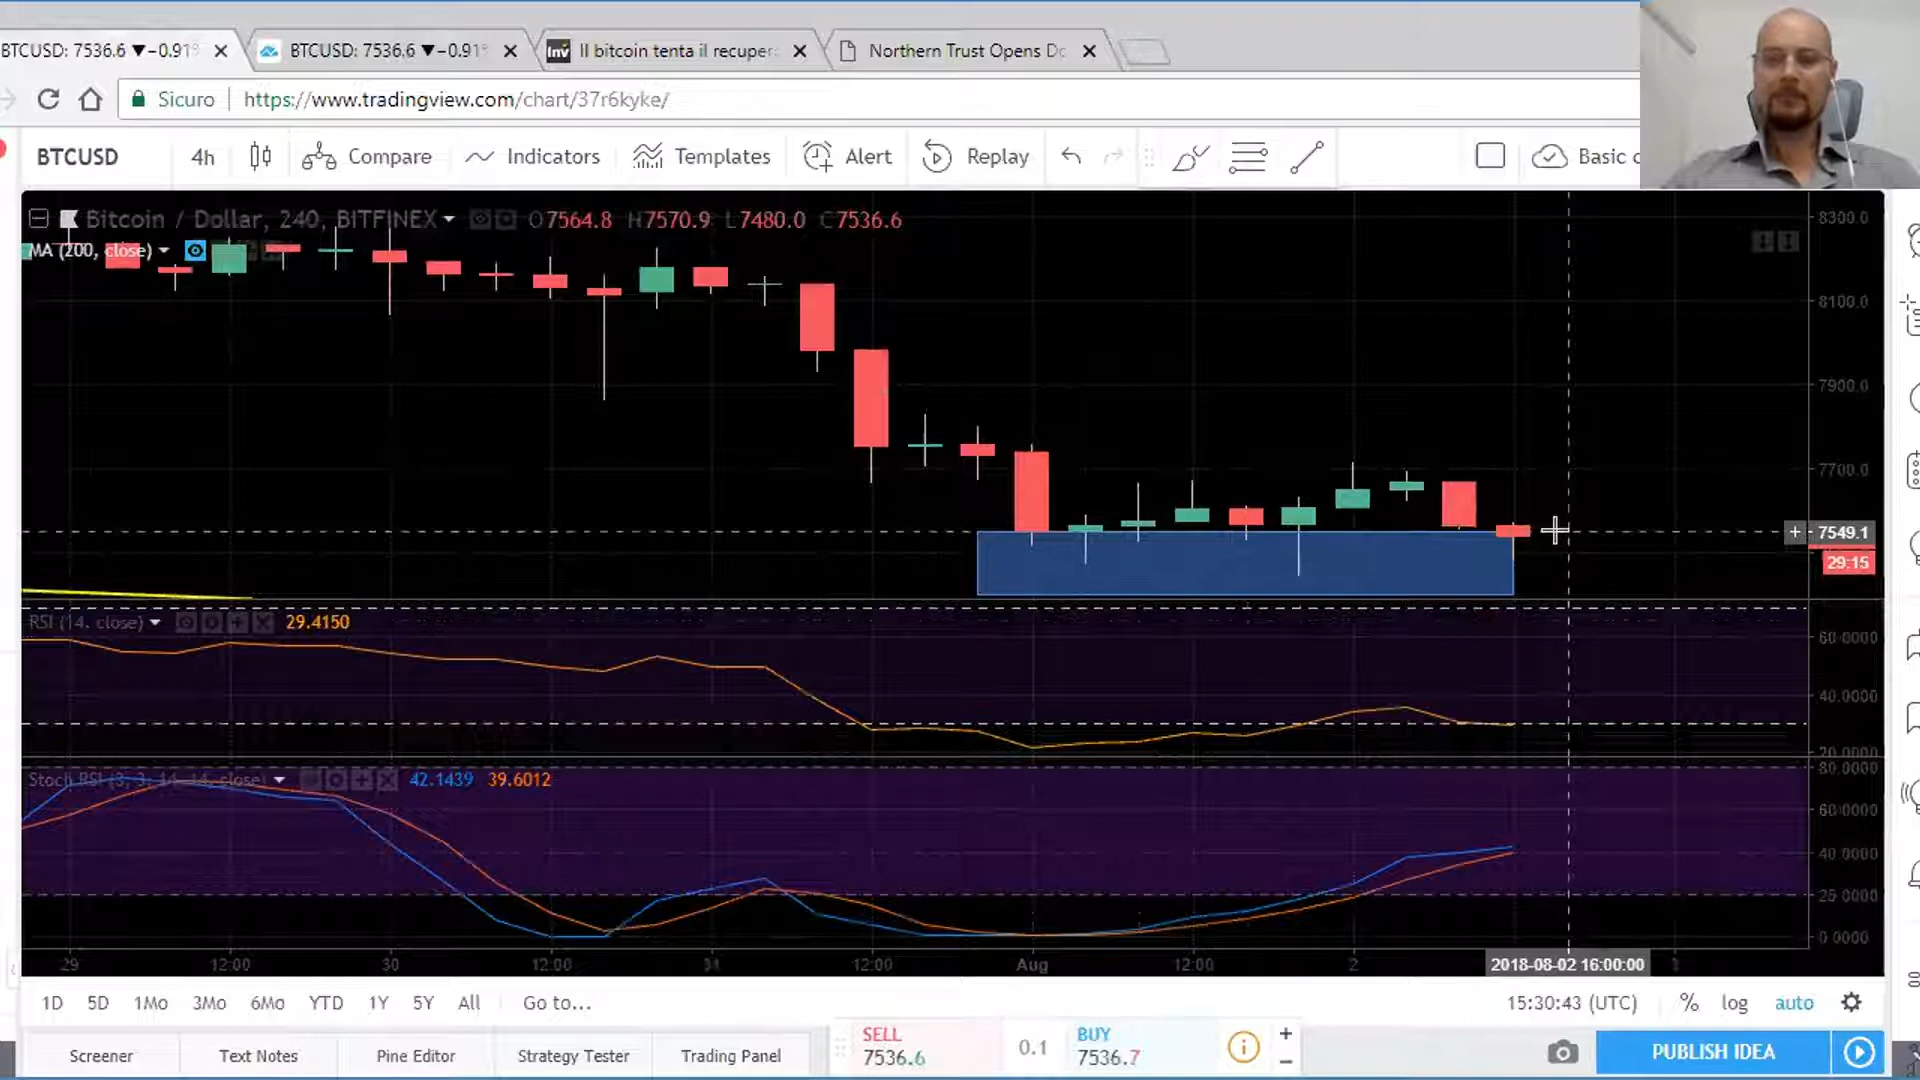 BTCUSD: 7536.6 ▼−0.91%
BTCUSD: 7536.6 ▼−0.91%
Inv Il bitcoin tenta il recuper
Northern Trust Opens Do
Sicuro https://www.tradingview.com/chart/37r6kyke/
BTCUSD 4h Compare Indicators Templates Alert Replay Basic c
Bitcoin / Dollar, 240, BITFINEX O7564.8 H7570.9 L7480.0 C7536.6
MA (200, close)
8300.0
8100.0
7900.0
7700.0
7549.1
29:15
RSI (14, close) 29.4150
60.0000
40.0000
20.0000
Stoch RSI (3, 3, 14, 14, close) 42.1439 39.6012
80.0000
60.0000
40.0000
25.0000
0.0000
29 12:00 30 12:00 31 12:00 Aug 12:00 2 2018-08-02 16:00:00
1D 5D 1Mo 3Mo 6Mo YTD 1Y 5Y All Go to... 15:30:43 (UTC) % log auto
Screener Text Notes Pine Editor Strategy Tester Trading Panel
SELL
7536.6
0.1
BUY
7536.7
PUBLISH IDEA